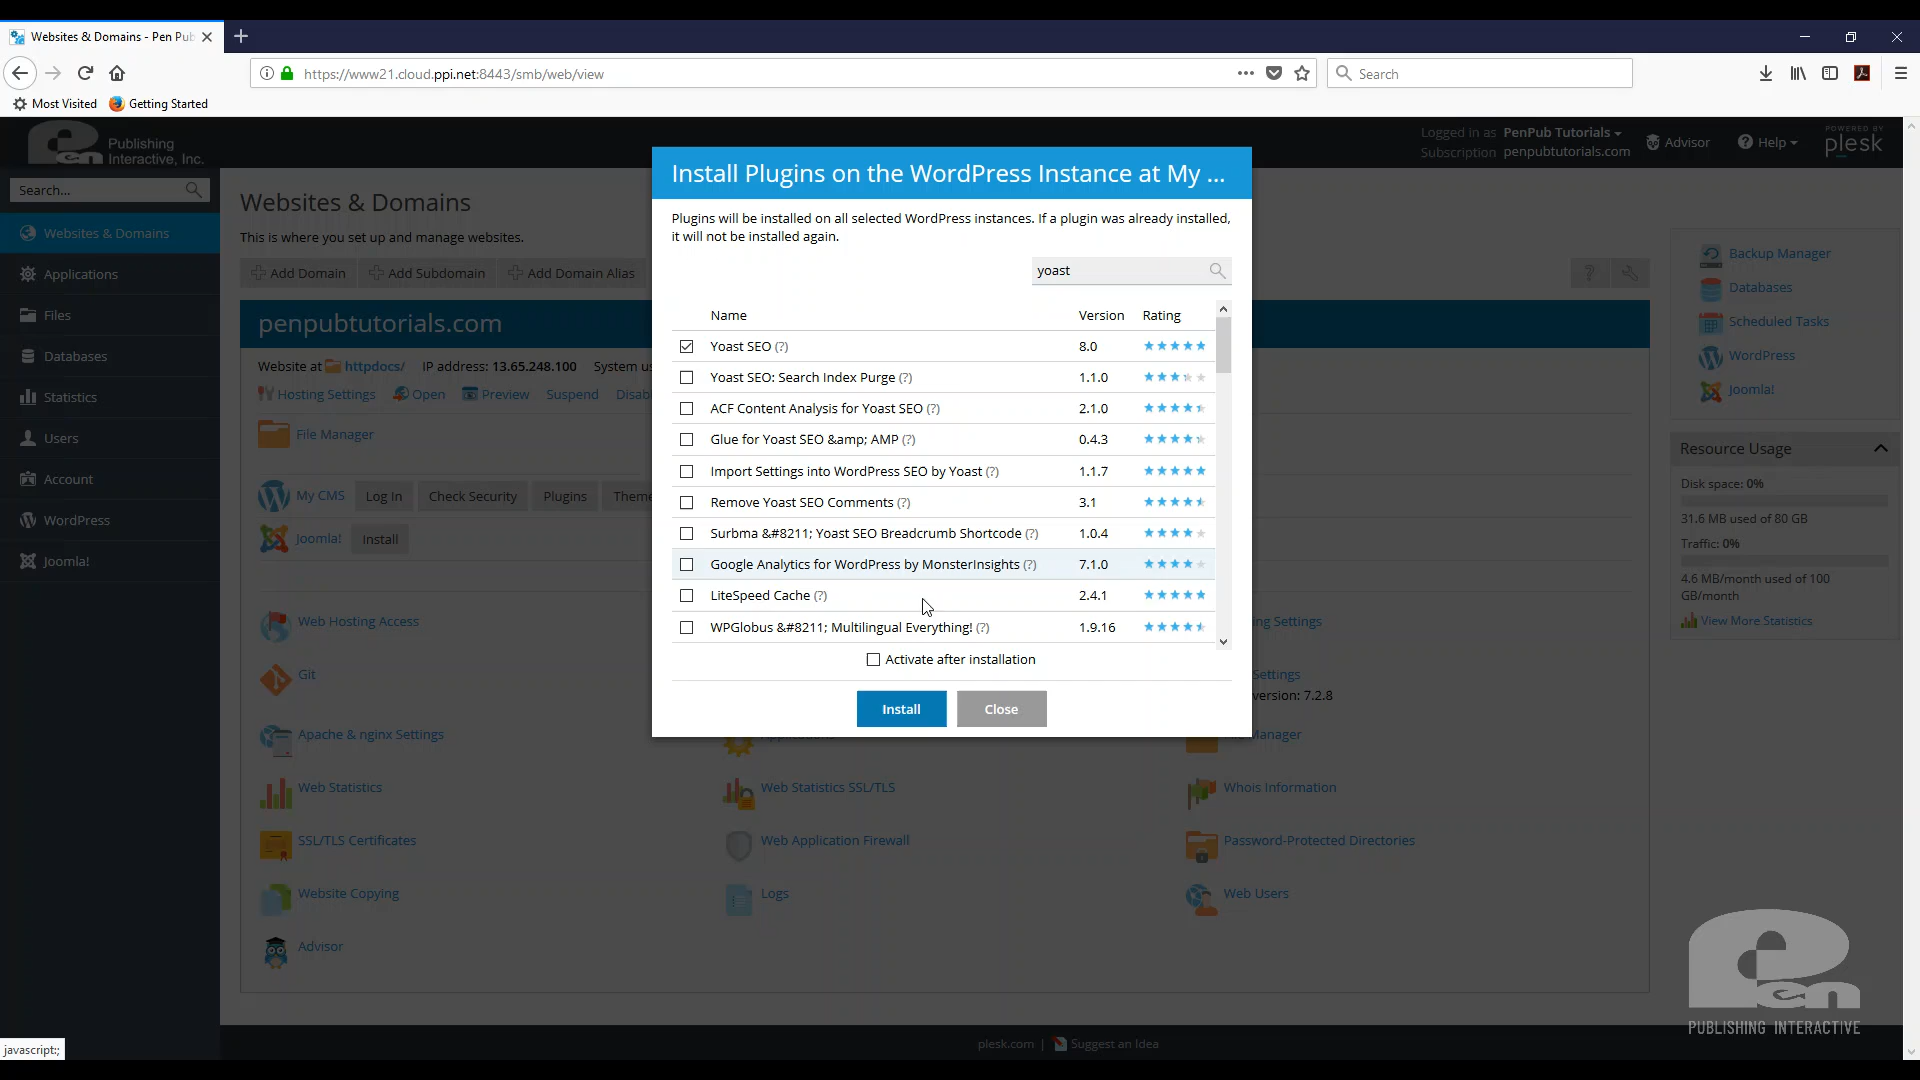 Websites & Domains - Pen Pub
https://www21.cloud.ppi.net:8443/smb/web/view
Search
Most Visited
Getting Started
Publishing
Interactive, Inc.
Logged in as PenPub Tutorials
Subscription penpubtutorials.com
Advisor
Help
POWERED BY
plesk
Search...
Websites & Domains
Applications
Files
Databases
Statistics
Users
Account
WordPress
Joomla!
Websites & Domains
This is where you set up and manage websites.
Add Domain
Add Subdomain
Add Domain Alias
penpubtutorials.com
Website at httpdocs/ IP address: 13.65.248.100 System us
Hosting Settings
Open
Preview
Suspend
Disab
File Manager
My CMS
Log In
Check Security
Plugins
Theme
Joomla!
Install
Install Plugins on the WordPress Instance at My ...
Plugins will be installed on all selected WordPress instances. If a plugin was already installed,
it will not be installed again.
yoast
Name Version Rating
Yoast SEO (?) 8.0
Yoast SEO: Search Index Purge (?) 1.1.0
ACF Content Analysis for Yoast SEO (?) 2.1.0
Glue for Yoast SEO &amp; AMP (?) 0.4.3
Import Settings into WordPress SEO by Yoast (?) 1.1.7
Remove Yoast SEO Comments (?) 3.1
Surbma &#8211; Yoast SEO Breadcrumb Shortcode (?) 1.0.4
Google Analytics for WordPress by MonsterInsights (?) 7.1.0
LiteSpeed Cache (?) 2.4.1
WPGlobus &#8211; Multilingual Everything! (?) 1.9.16
Activate after installation
Install
Close
Web Hosting Access
ng Settings
Git
Settings
version: 7.2.8
Apache & nginx Settings
Applications
Manager
Web Statistics
Web Statistics SSL/TLS
Whois Information
SSL/TLS Certificates
Web Application Firewall
Password-Protected Directories
Website Copying
Logs
Web Users
Advisor
Backup Manager
Databases
Scheduled Tasks
WordPress
Joomla!
Resource Usage
Disk space: 0%
31.6 MB used of 80 GB
Traffic: 0%
4.6 MB/month used of 100
GB/month
View More Statistics
pen
PUBLISHING INTERACTIVE
plesk.com | Suggest an Idea
javascript:;